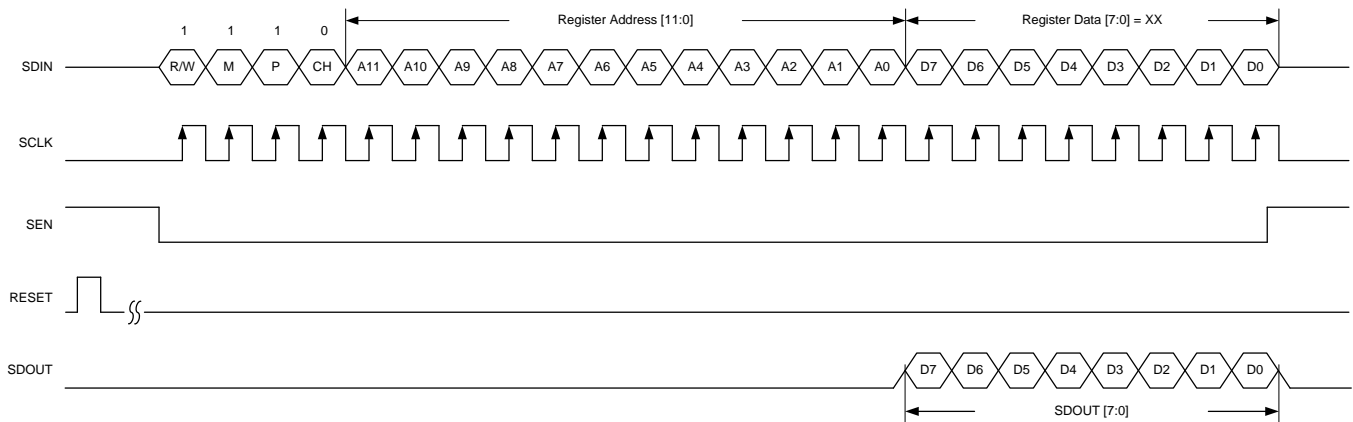 Register Address [11:0] Register Data [7:0] = XX
1 1 1 0
SDIN R/W M P CH A11 A10 A9 A8 A7 A6 A5 A4 A3 A2 A1 A0 D7 D6 D5 D4 D3 D2 D1 D0
SCLK
SEN
RESET
SDOUT D7 D6 D5 D4 D3 D2 D1 D0
SDOUT [7:0]